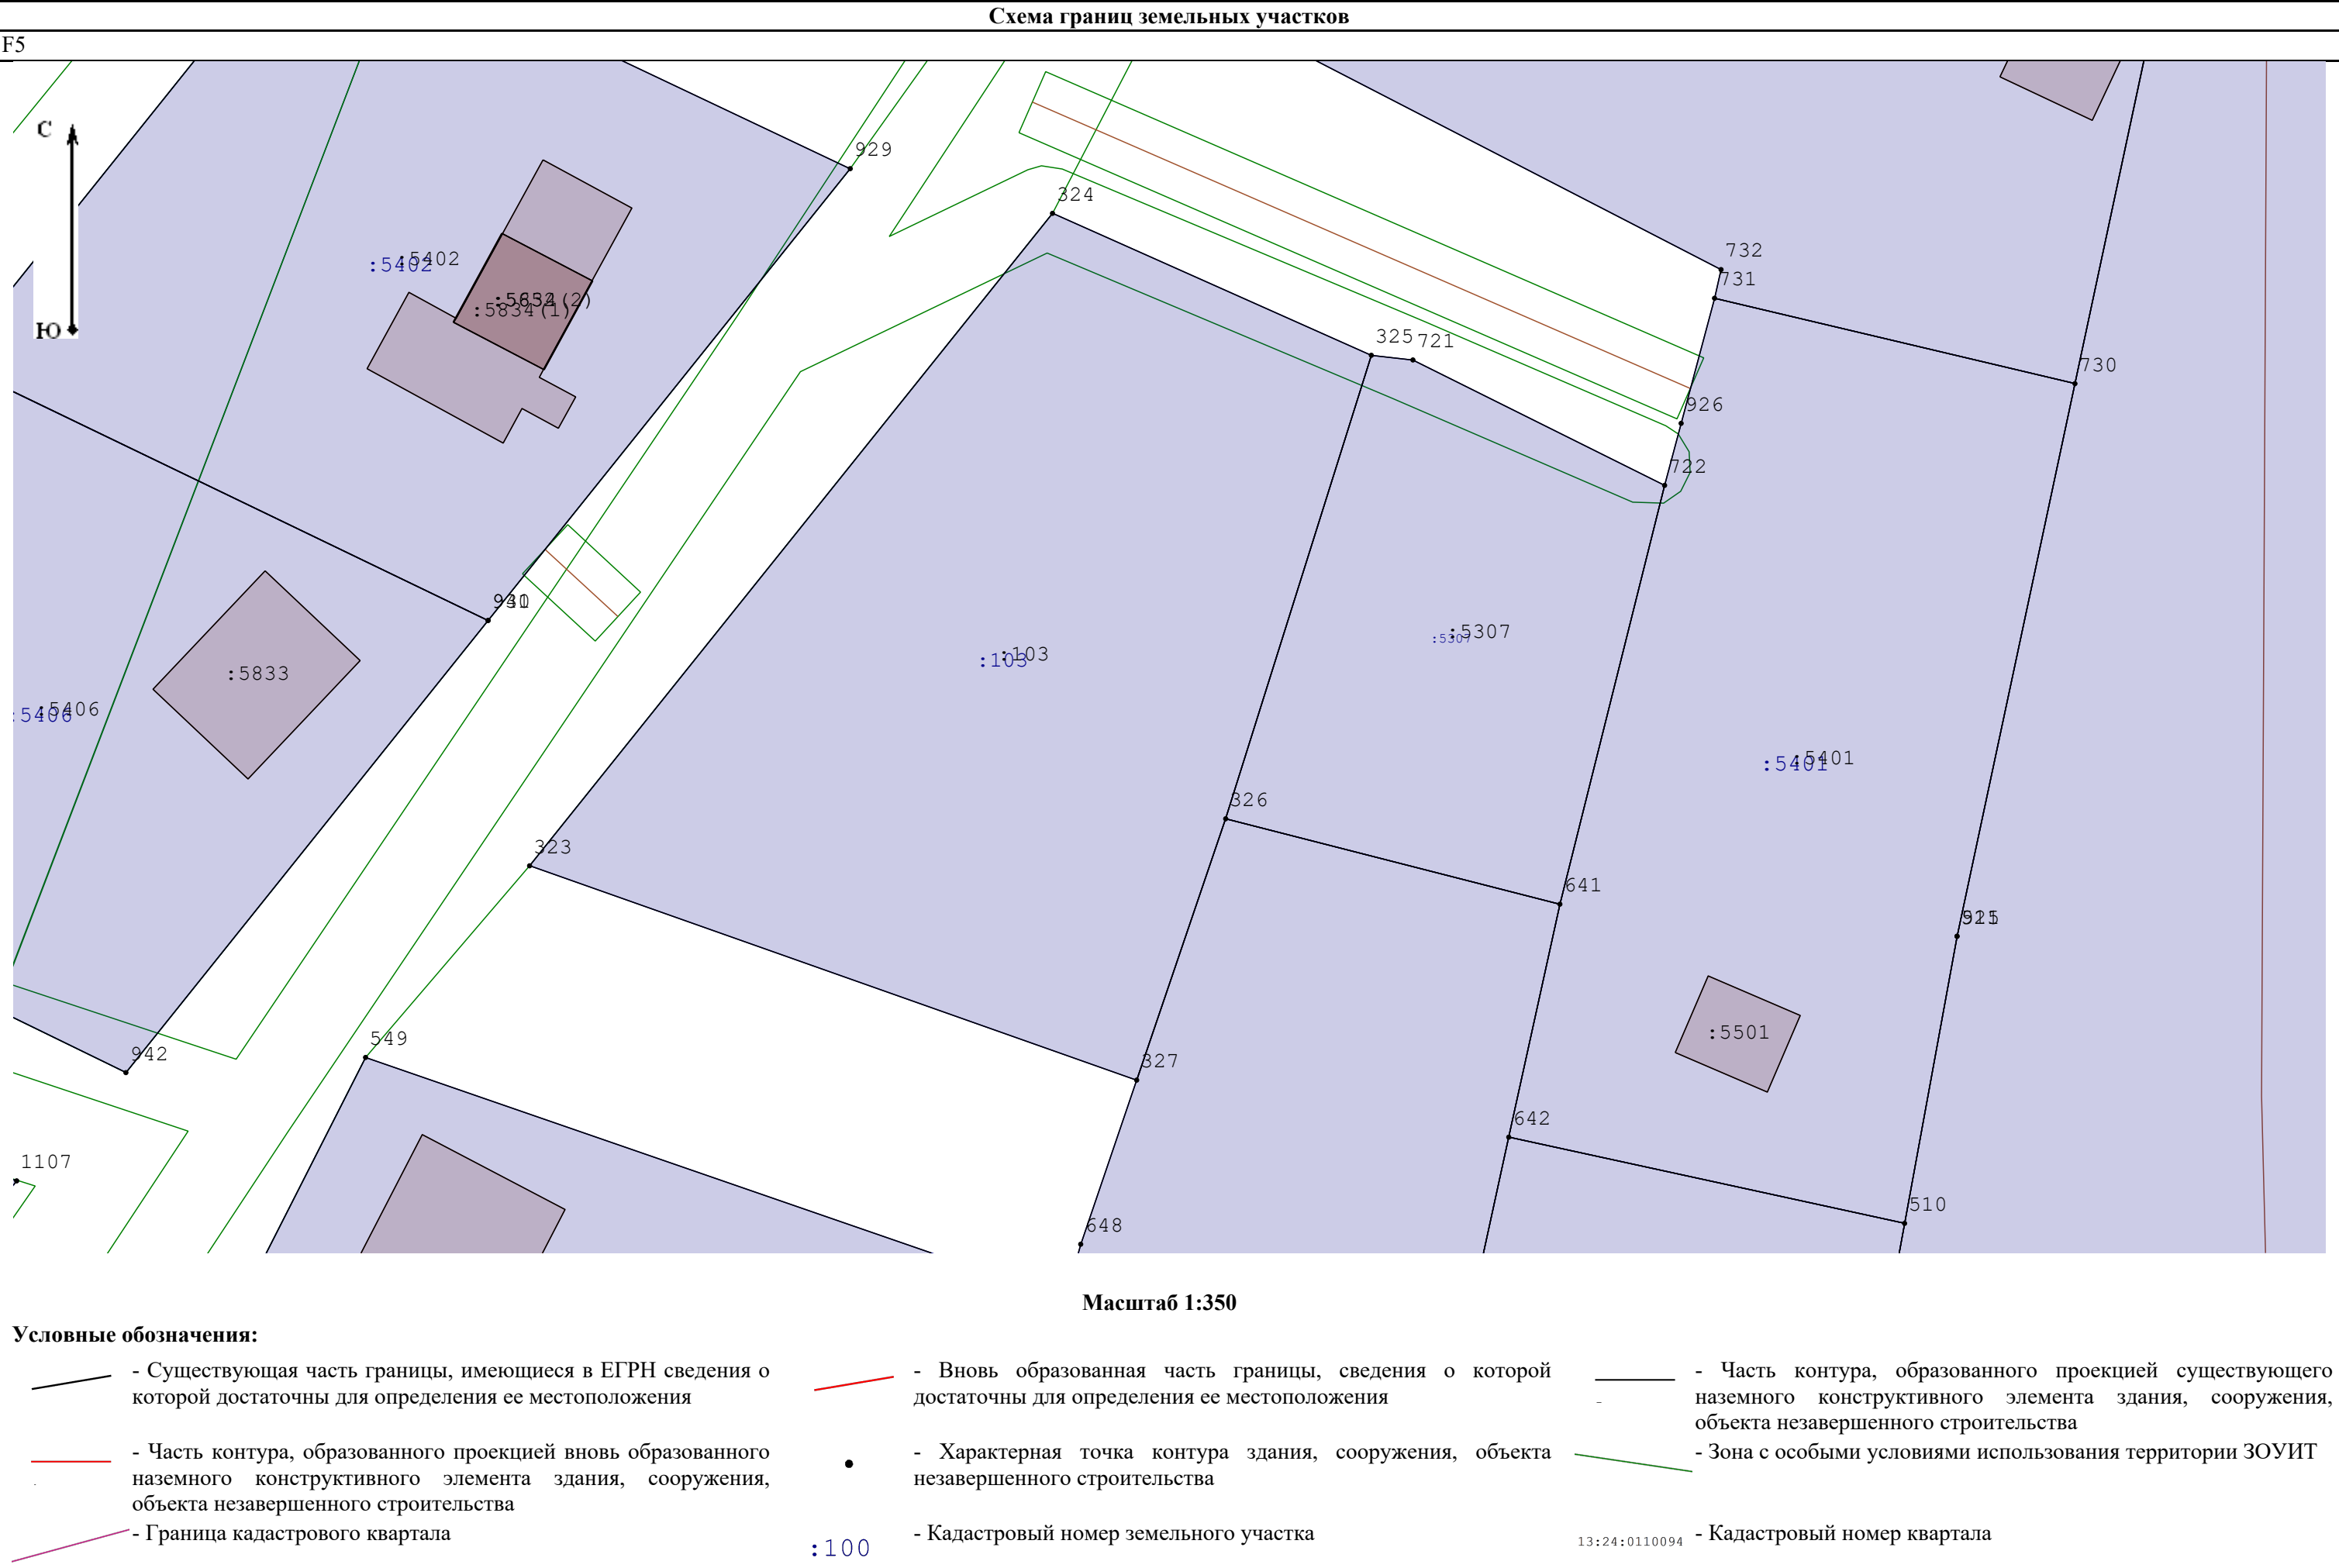 Схема границ земельных участков
F5
С
929
324
732
:5402
:5402
731
:5834(1)
Ю
325
721
730
926
722
:103
:103
:5307
:5307
:5833
:5406
:5406
:5401
:5401
326
323
641
:5501
549
942
327
642
1107
510
648
Масштаб 1:350
Условные обозначения:
- Существующая часть границы, имеющиеся в ЕГРН сведения о
которой достаточны для определения ее местоположения
- Вновь образованная часть границы, сведения о которой
достаточны для определения ее местоположения
- Часть контура, образованного проекцией существующего
наземного конструктивного элемента здания, сооружения,
объекта незавершенного строительства
- Часть контура, образованного проекцией вновь образованного
наземного конструктивного элемента здания, сооружения,
объекта незавершенного строительства
- Характерная точка контура здания, сооружения, объекта
незавершенного строительства
- Зона с особыми условиями использования территории ЗОУИТ
- Граница кадастрового квартала
:100
- Кадастровый номер земельного участка
13:24:0110094
- Кадастровый номер квартала